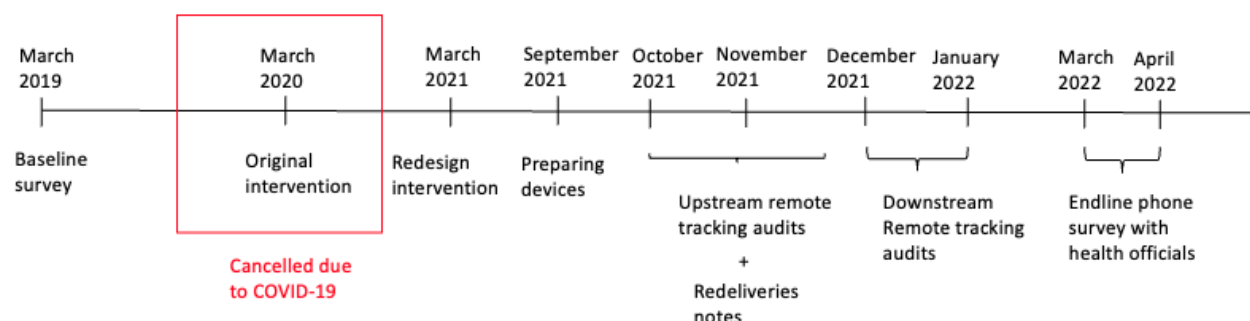 March
2019
March
2020
March
2021
September
2021
October
2021
November
2021
December
2021
January
2022
March
2022
April
2022
Baseline
survey
Original
intervention
Redesign
intervention
Preparing
devices
Upstream remote
tracking audits
+
Redeliveries
notes
Downstream
Remote tracking
audits
Endline phone
survey with
health officials
Cancelled due
to COVID-19